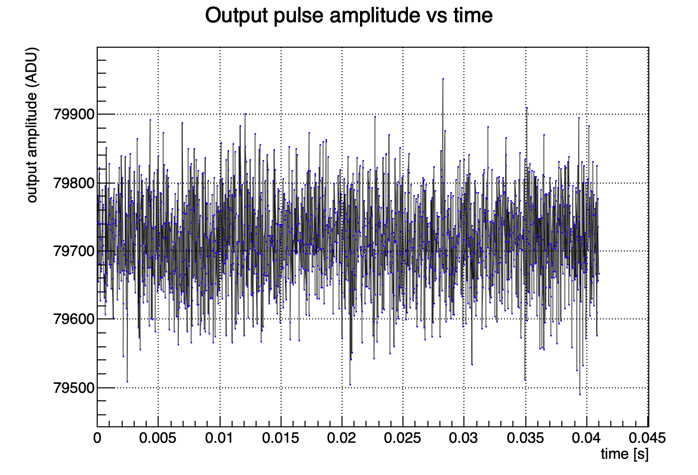 Output pulse amplitude vs time
output amplitude (ADU)
79900
79800
79700
79600
79500
0 0.005 0.01 0.015 0.02 0.025 0.03 0.035 0.04 0.045
time [s]